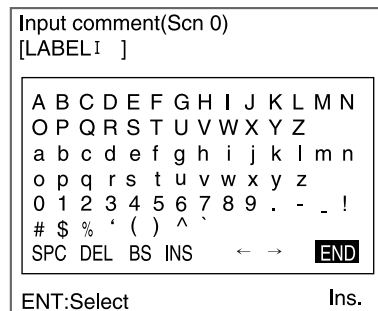 Input comment(Scn 0)
[LABELI ]
A B C D E F G H I J K L M N
O P Q R S T U V W X Y Z
a b c d e f g h i j k l m n
o p q r s t u v w x y z
0 1 2 3 4 5 6 7 8 9 . - _ !
# $ % ‘ ( ) ^ `
SPC DEL BS INS ← → END
ENT:Select Ins.